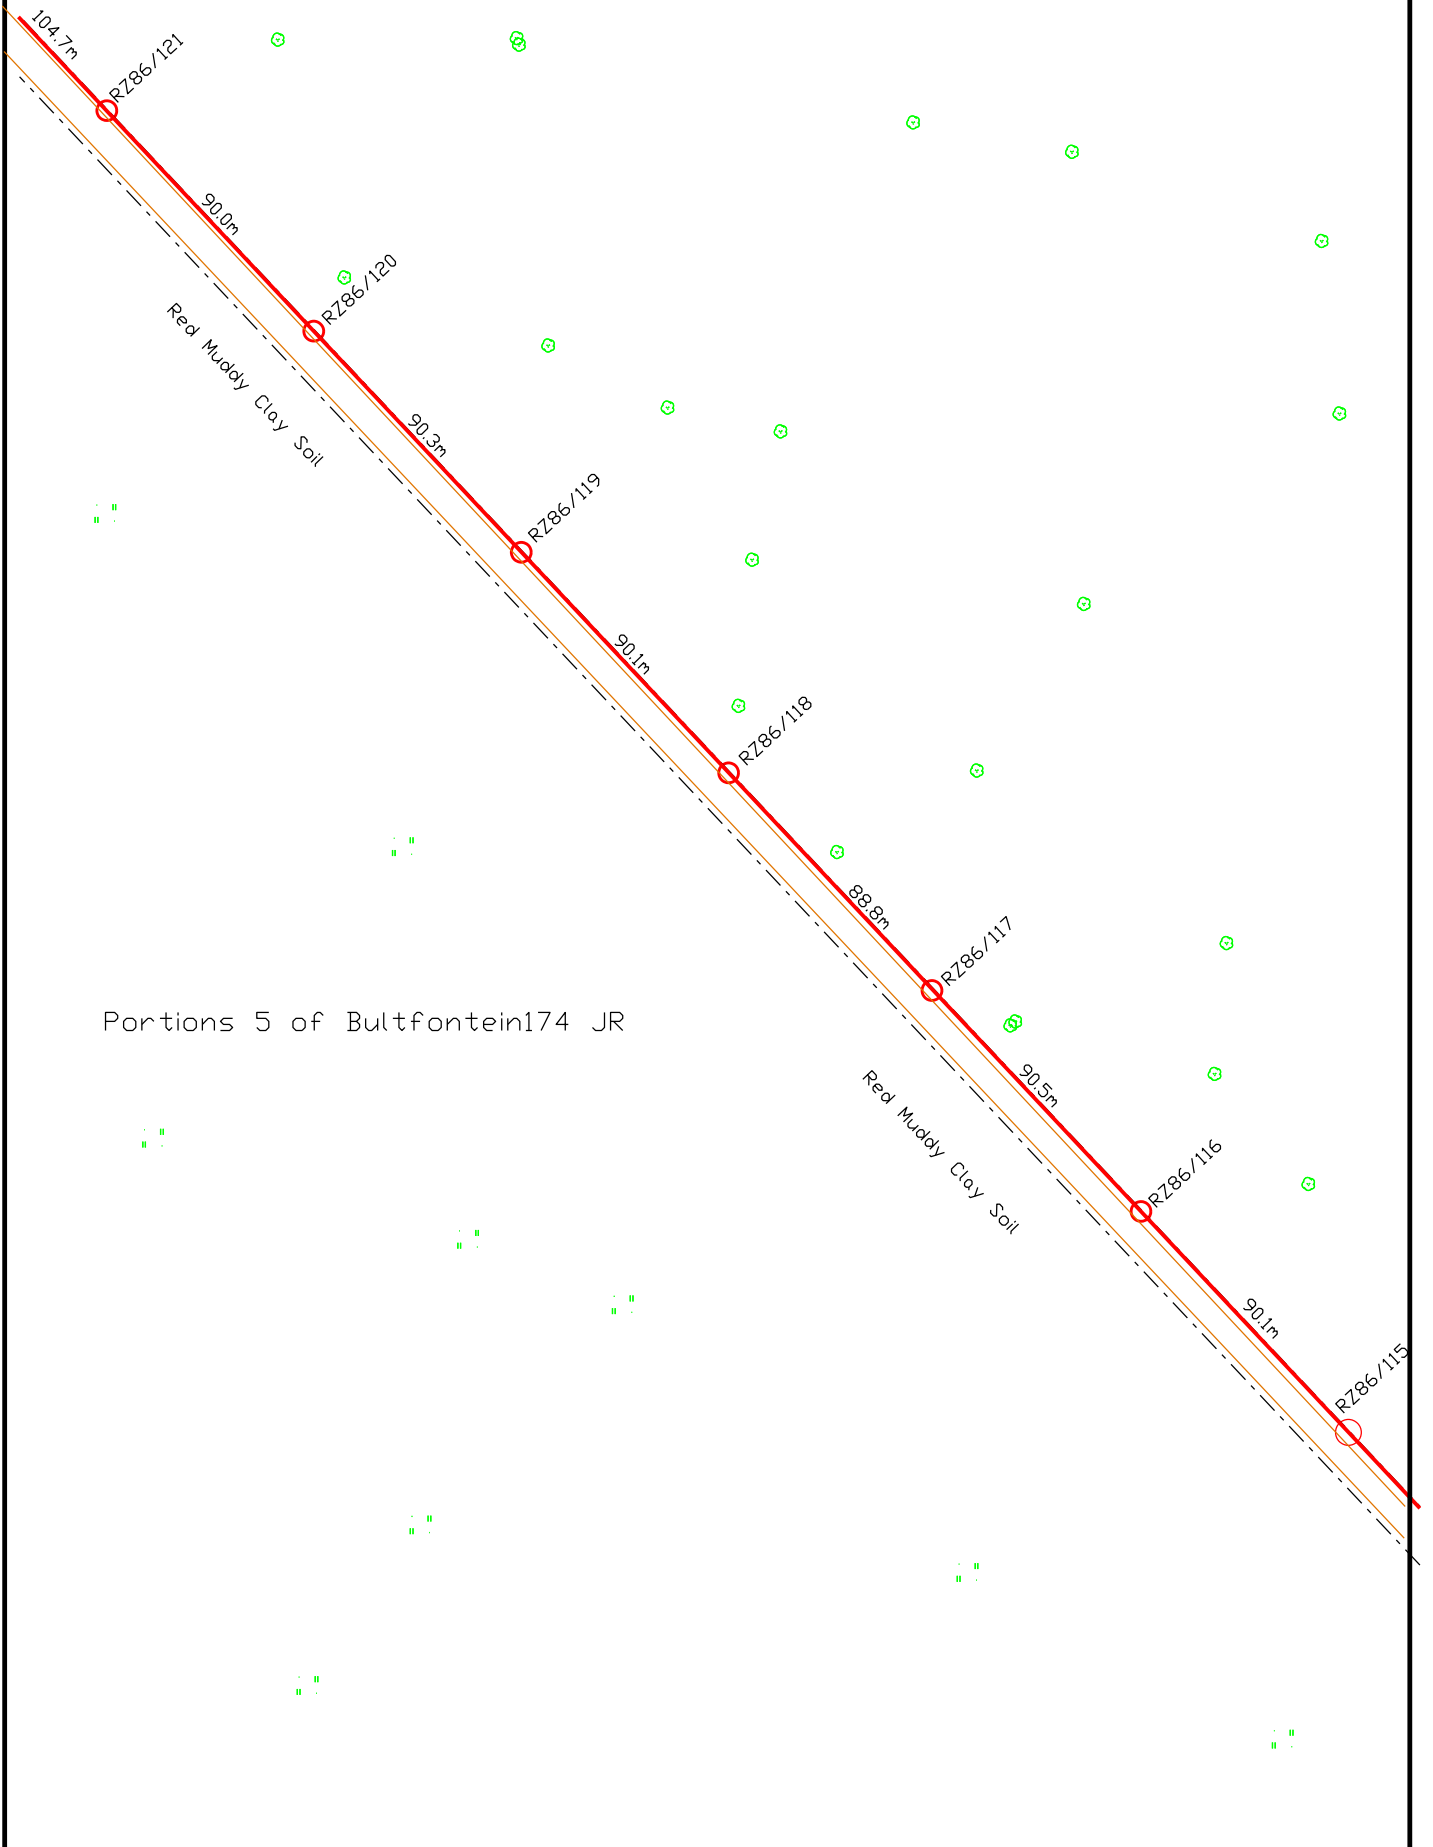 104.7m
RZ86/121
90.0m
RZ86/120
Red Muddy Clay Soil
90.3m
RZ86/119
90.1m
RZ86/118
88.8m
RZ86/117
Portions 5 of Bultfontein174 JR
90.5m
Red Muddy Clay Soil
RZ86/116
90.1m
RZ86/115